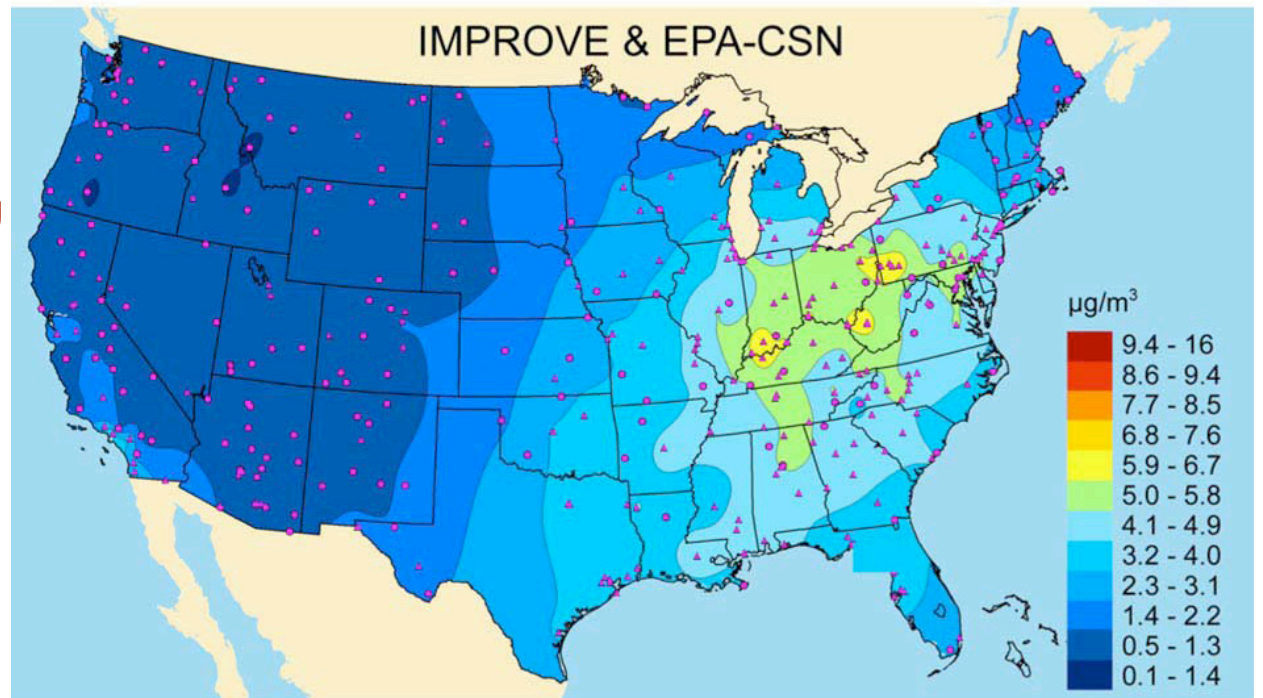 IMPROVE & EPA-CSN
µg/m³
9.4 - 16
8.6 - 9.4
7.7 - 8.5
6.8 - 7.6
5.9 - 6.7
5.0 - 5.8
4.1 - 4.9
3.2 - 4.0
2.3 - 3.1
1.4 - 2.2
0.5 - 1.3
0.1 - 1.4